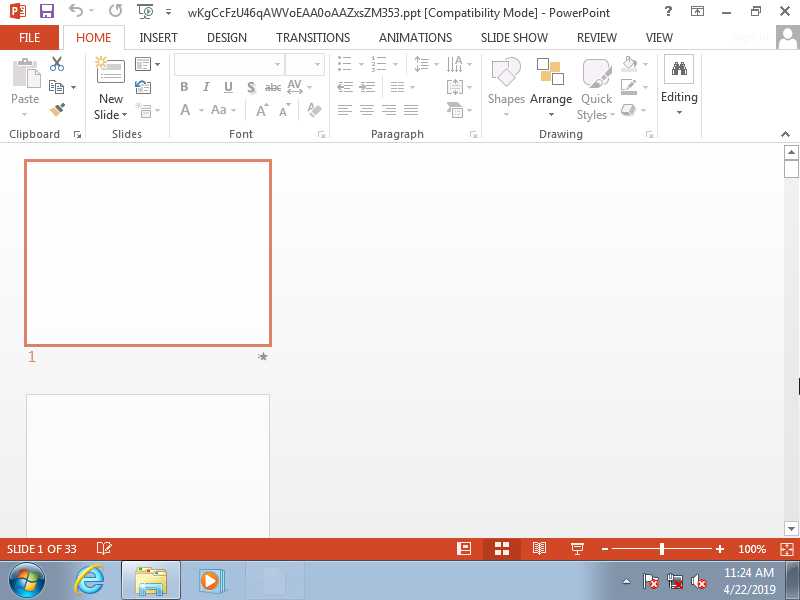 wKgCcFzU46qAWVoEAA0oAAZxsZM353.ppt [Compatibility Mode] - PowerPoint
FILE HOME INSERT DESIGN TRANSITIONS ANIMATIONS SLIDE SHOW REVIEW VIEW
Paste New Slide Shapes Arrange Quick Styles Editing
B I U S abc AV
A Aa A A
Clipboard Slides Font Paragraph Drawing
1
SLIDE 1 OF 33 100%
11:24 AM
4/22/2019